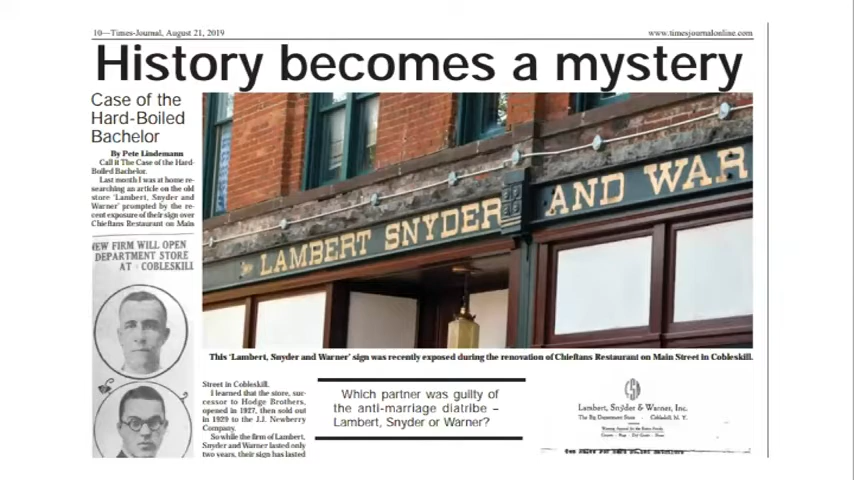 10—Times-Journal, August 21, 2019
www.timesjournalonline.com
History becomes a mystery
Case of the
Hard-Boiled
Bachelor
By Pete Lindemann
Call it The Case of the Hard-
Boiled Bachelor.
Last month I was at home re-
searching an article on the old
store 'Lambert, Snyder and
Warner' prompted by the re-
cent exposure of their sign over
Chieftans Restaurant on Main
NEW FIRM WILL OPEN
DEPARTMENT STORE
AT - COBLESKILL
LAMBERT SNYDER
AND WAR
This 'Lambert, Snyder and Warner' sign was recently exposed during the renovation of Chieftans Restaurant on Main Street in Cobleskill.
Street in Cobleskill.
I learned that the store, suc-
cessor to Hodge Brothers,
opened in 1927, then sold out
in 1929 to the J.J. Newberry
Company.
So while the firm of Lambert,
Snyder and Warner lasted only
two years, their sign has lasted
Which partner was guilty of
the anti-marriage diatribe –
Lambert, Snyder or Warner?
Lambert, Snyder & Warner, Inc.
The Big Department Store
Cobleskill, N. Y.